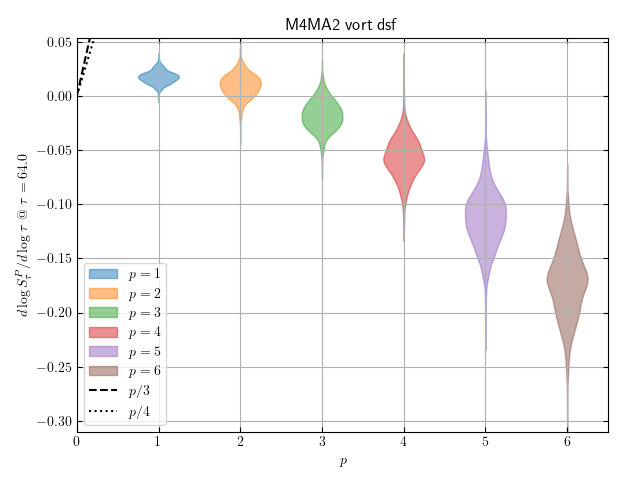 M4MA2 vort dsf
d log S_τ^P / d log τ @ τ = 64.0
0.05
0.00
−0.05
−0.10
−0.15
−0.20
−0.25
−0.30
p = 1
p = 2
p = 3
p = 4
p = 5
p = 6
p/3
p/4
0 1 2 3 4 5 6
p